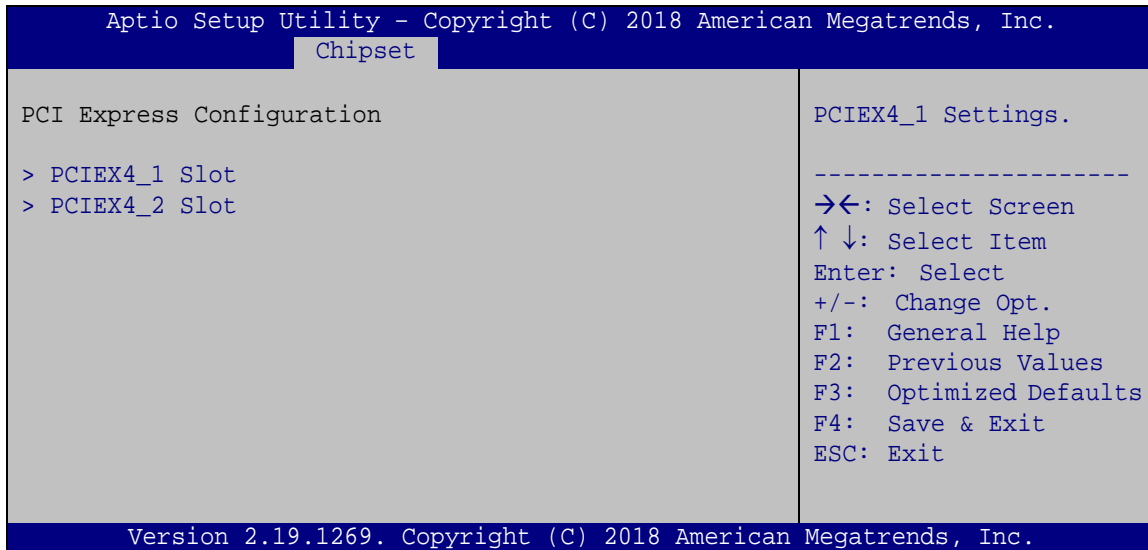 Aptio Setup Utility – Copyright (C) 2018 American Megatrends, Inc.
Chipset
PCI Express Configuration
> PCIEX4_1 Slot
> PCIEX4_2 Slot
PCIEX4_1 Settings.
----------------------
→←: Select Screen
↑ ↓: Select Item
Enter: Select
+/-: Change Opt.
F1: General Help
F2: Previous Values
F3: Optimized Defaults
F4: Save & Exit
ESC: Exit
Version 2.19.1269. Copyright (C) 2018 American Megatrends, Inc.